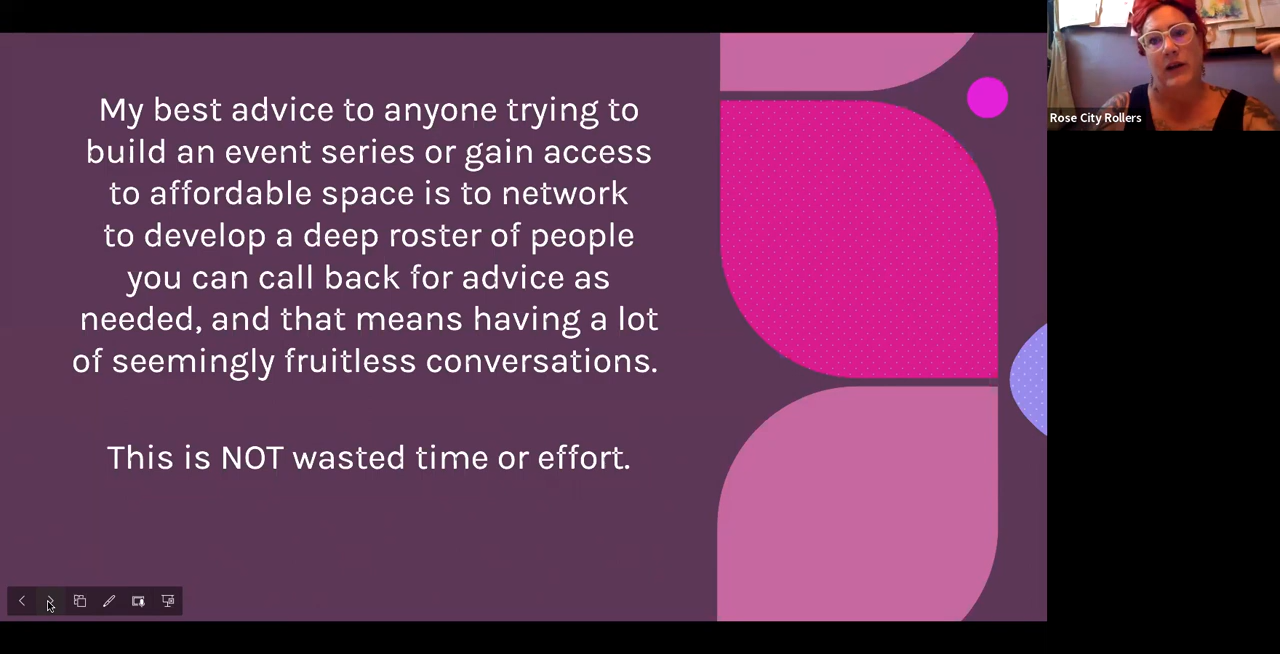 My best advice to anyone trying to
build an event series or gain access
to affordable space is to network
to develop a deep roster of people
you can call back for advice as
needed, and that means having a lot
of seemingly fruitless conversations.
This is NOT wasted time or effort.
Rose City Rollers